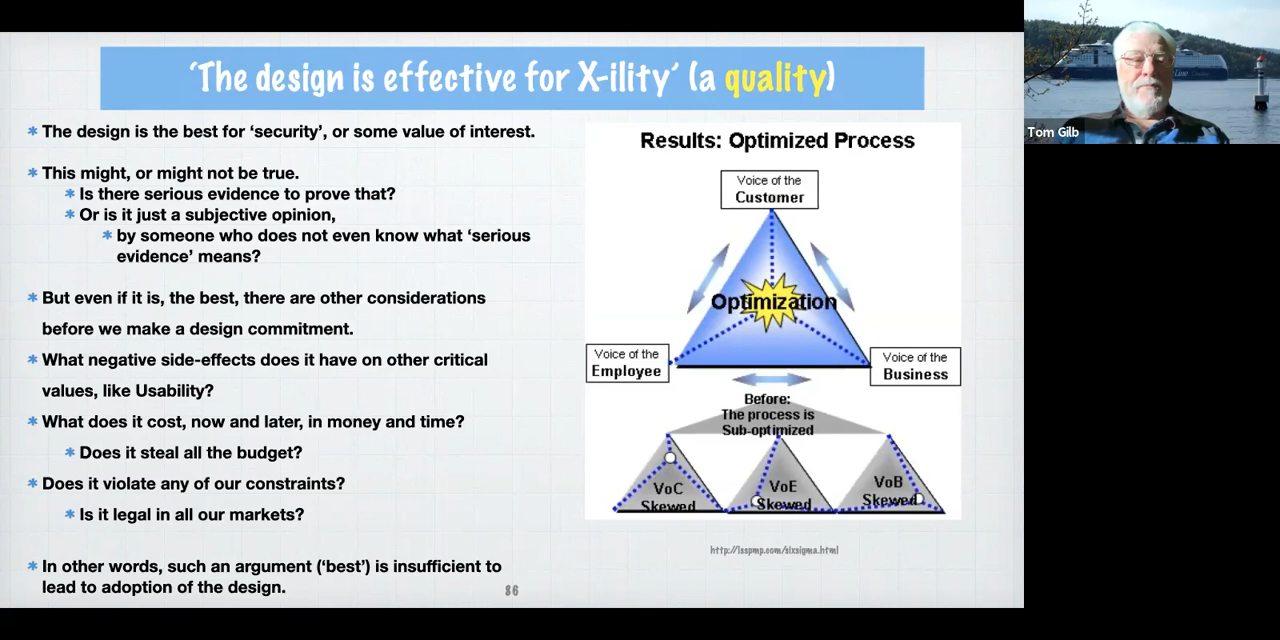 ‘The design is effective for X-ility’ (a quality)
* The design is the best for ‘security’, or some value of interest.
* This might, or might not be true.
* Is there serious evidence to prove that?
* Or is it just a subjective opinion,
* by someone who does not even know what ‘serious
evidence’ means?
* But even if it is, the best, there are other considerations
before we make a design commitment.
* What negative side-effects does it have on other critical
values, like Usability?
* What does it cost, now and later, in money and time?
* Does it steal all the budget?
* Does it violate any of our constraints?
* Is it legal in all our markets?
* In other words, such an argument (‘best’) is insufficient to
lead to adoption of the design.
86
Results: Optimized Process
Voice of the
Customer
Optimization
Voice of the
Employee
Voice of the
Business
Before:
The process is
Sub-optimized
VoC
Skewed
VoE
Skewed
VoB
Skewed
http://lsspmp.com/sixsigma.html
Line
Tom Gilb